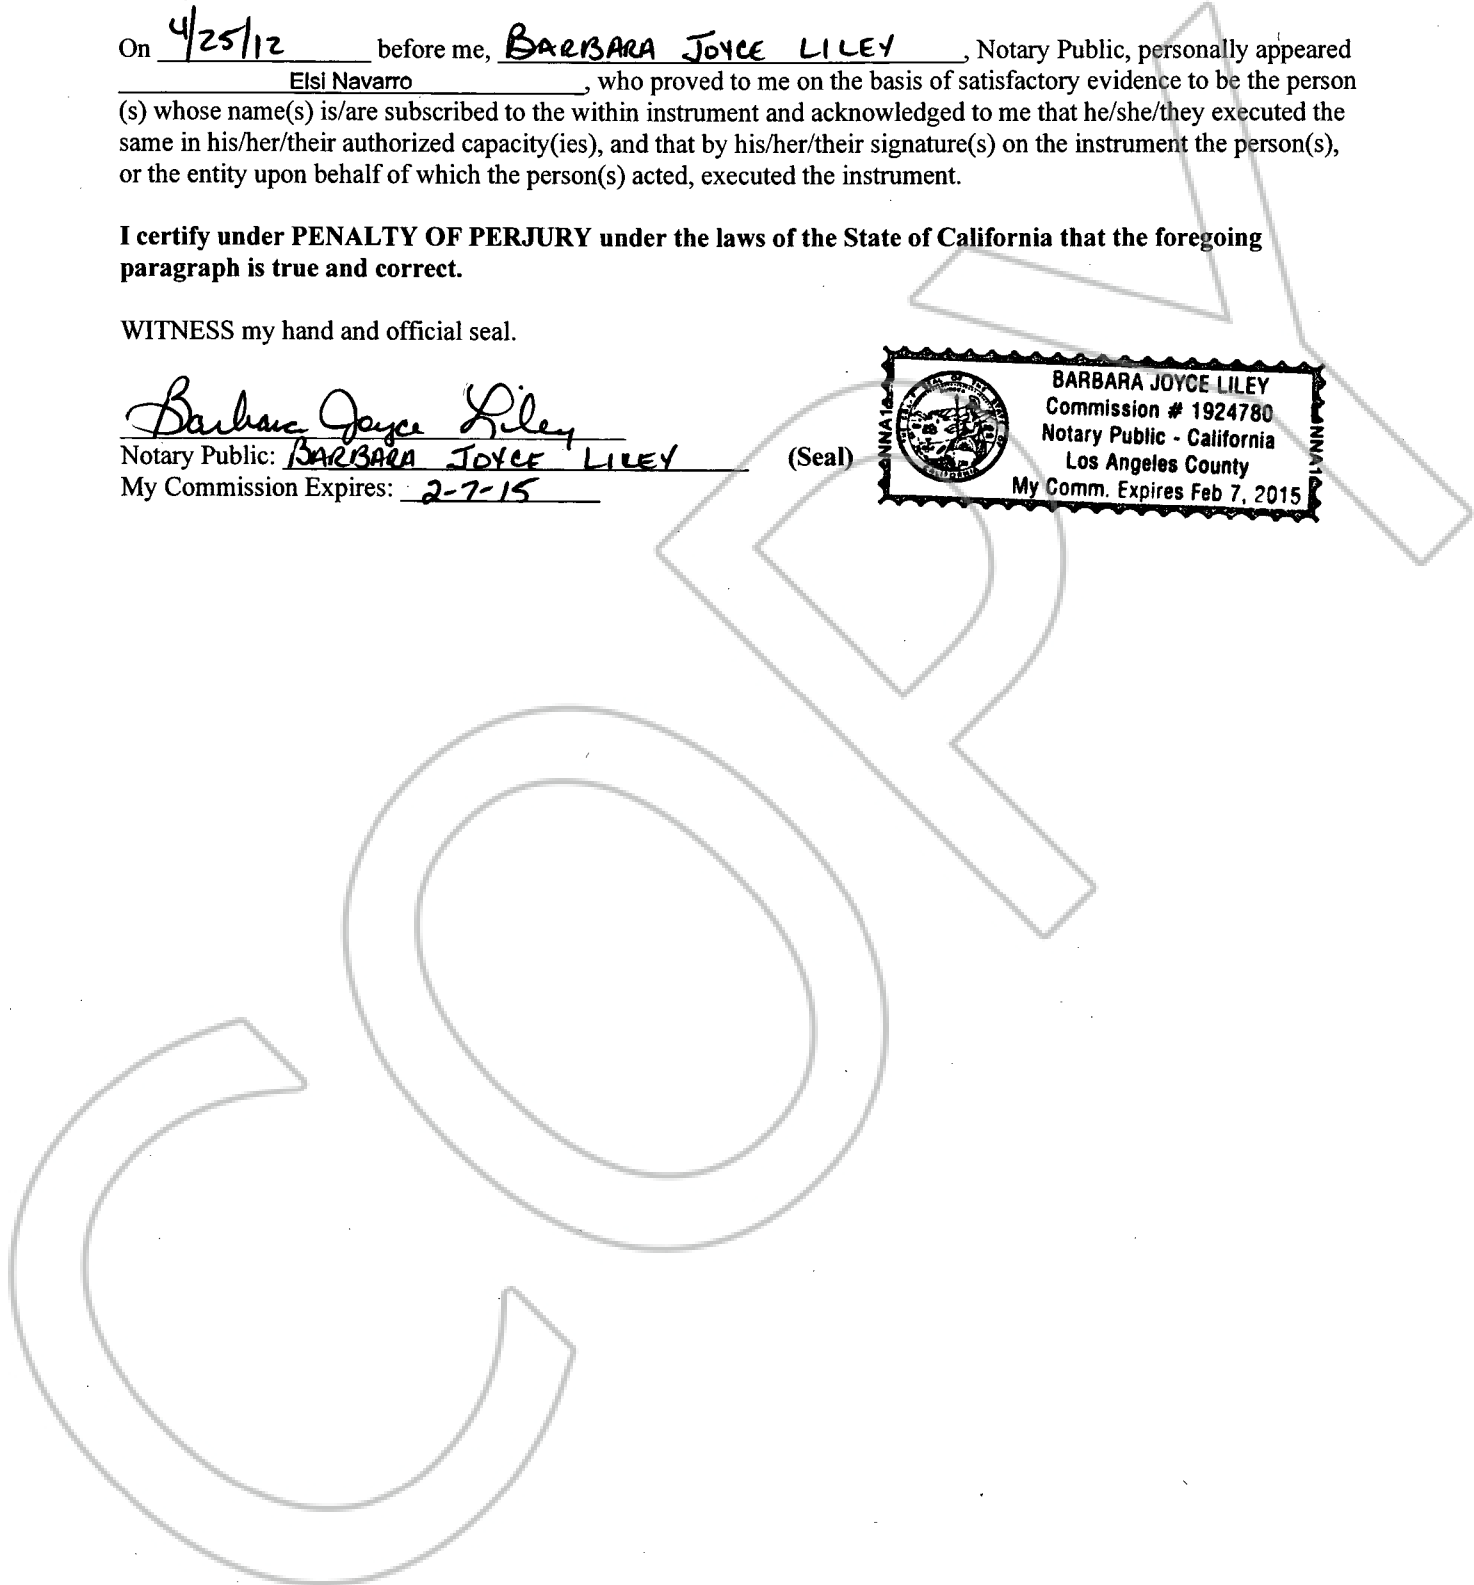 On 4/25/12 before me, BARBARA JOYCE LILEY, Notary Public, personally appeared
Elsi Navarro, who proved to me on the basis of satisfactory evidence to be the person
(s) whose name(s) is/are subscribed to the within instrument and acknowledged to me that he/she/they executed the
same in his/her/their authorized capacity(ies), and that by his/her/their signature(s) on the instrument the person(s),
or the entity upon behalf of which the person(s) acted, executed the instrument.
I certify under PENALTY OF PERJURY under the laws of the State of California that the foregoing
paragraph is true and correct.
WITNESS my hand and official seal.
Barbara Joyce Liley
Notary Public: BARBARA JOYCE LILEY
My Commission Expires: 2-7-15
(Seal)
NNA1
BARBARA JOYCE LILEY
Commission # 1924780
Notary Public - California
Los Angeles County
My Comm. Expires Feb 7, 2015
NNA1
COPY